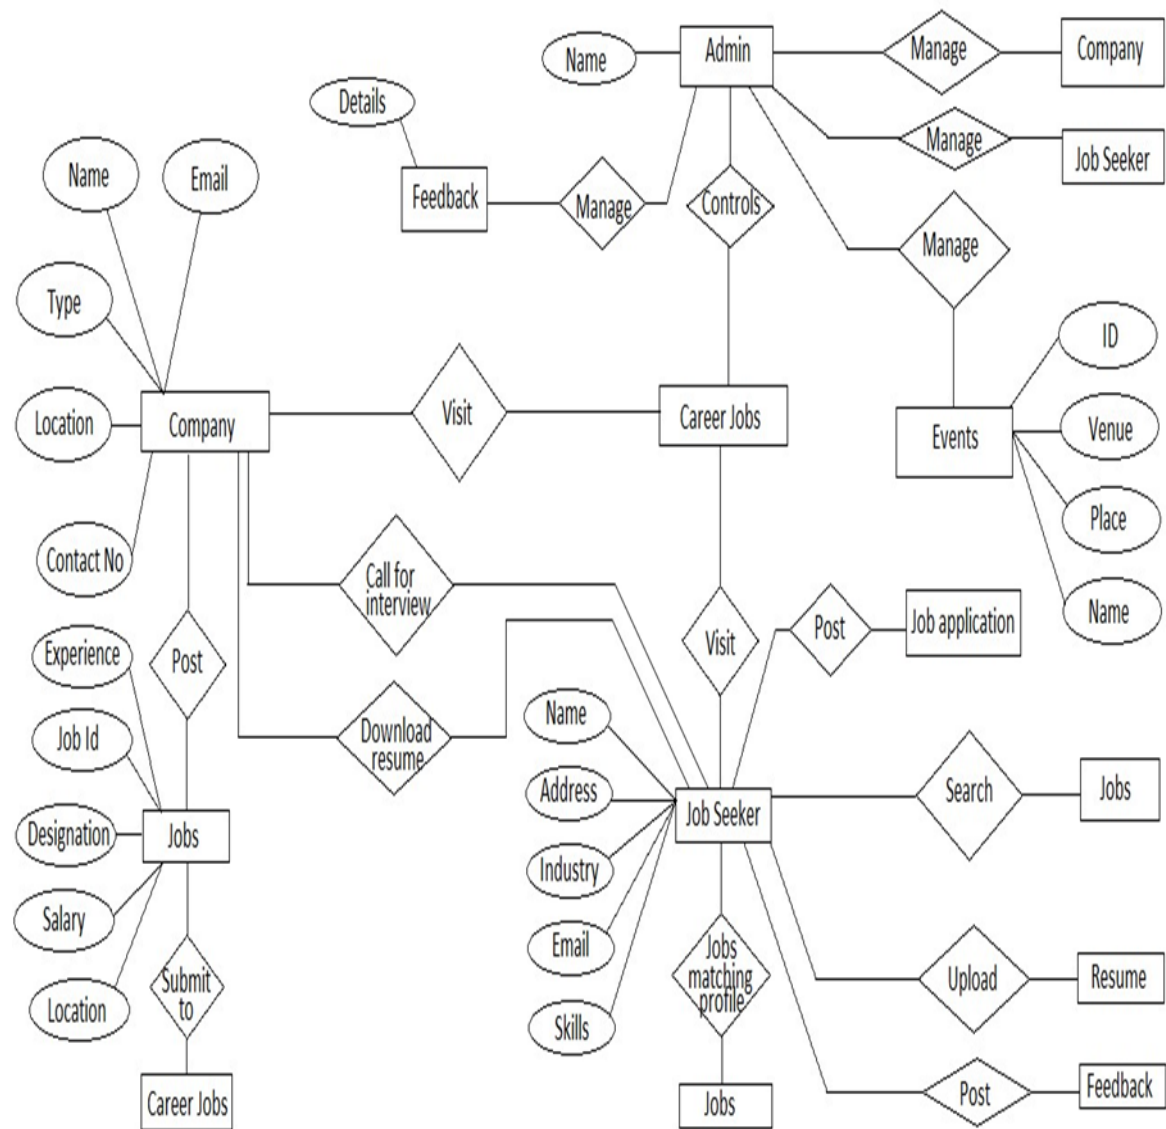 Name
Admin
Manage
Company
Details
Manage
Job Seeker
Name
Email
Feedback
Manage
Controls
Manage
Type
ID
Location
Company
Visit
Career Jobs
Events
Venue
Place
Contact No
Call for
interview
Name
Experience
Post
Visit
Post
Job application
Job Id
Download
resume
Name
Address
Job Seeker
Search
Jobs
Designation
Jobs
Industry
Salary
Email
Jobs
matching
profile
Upload
Resume
Location
Submit
to
Skills
Career Jobs
Jobs
Post
Feedback